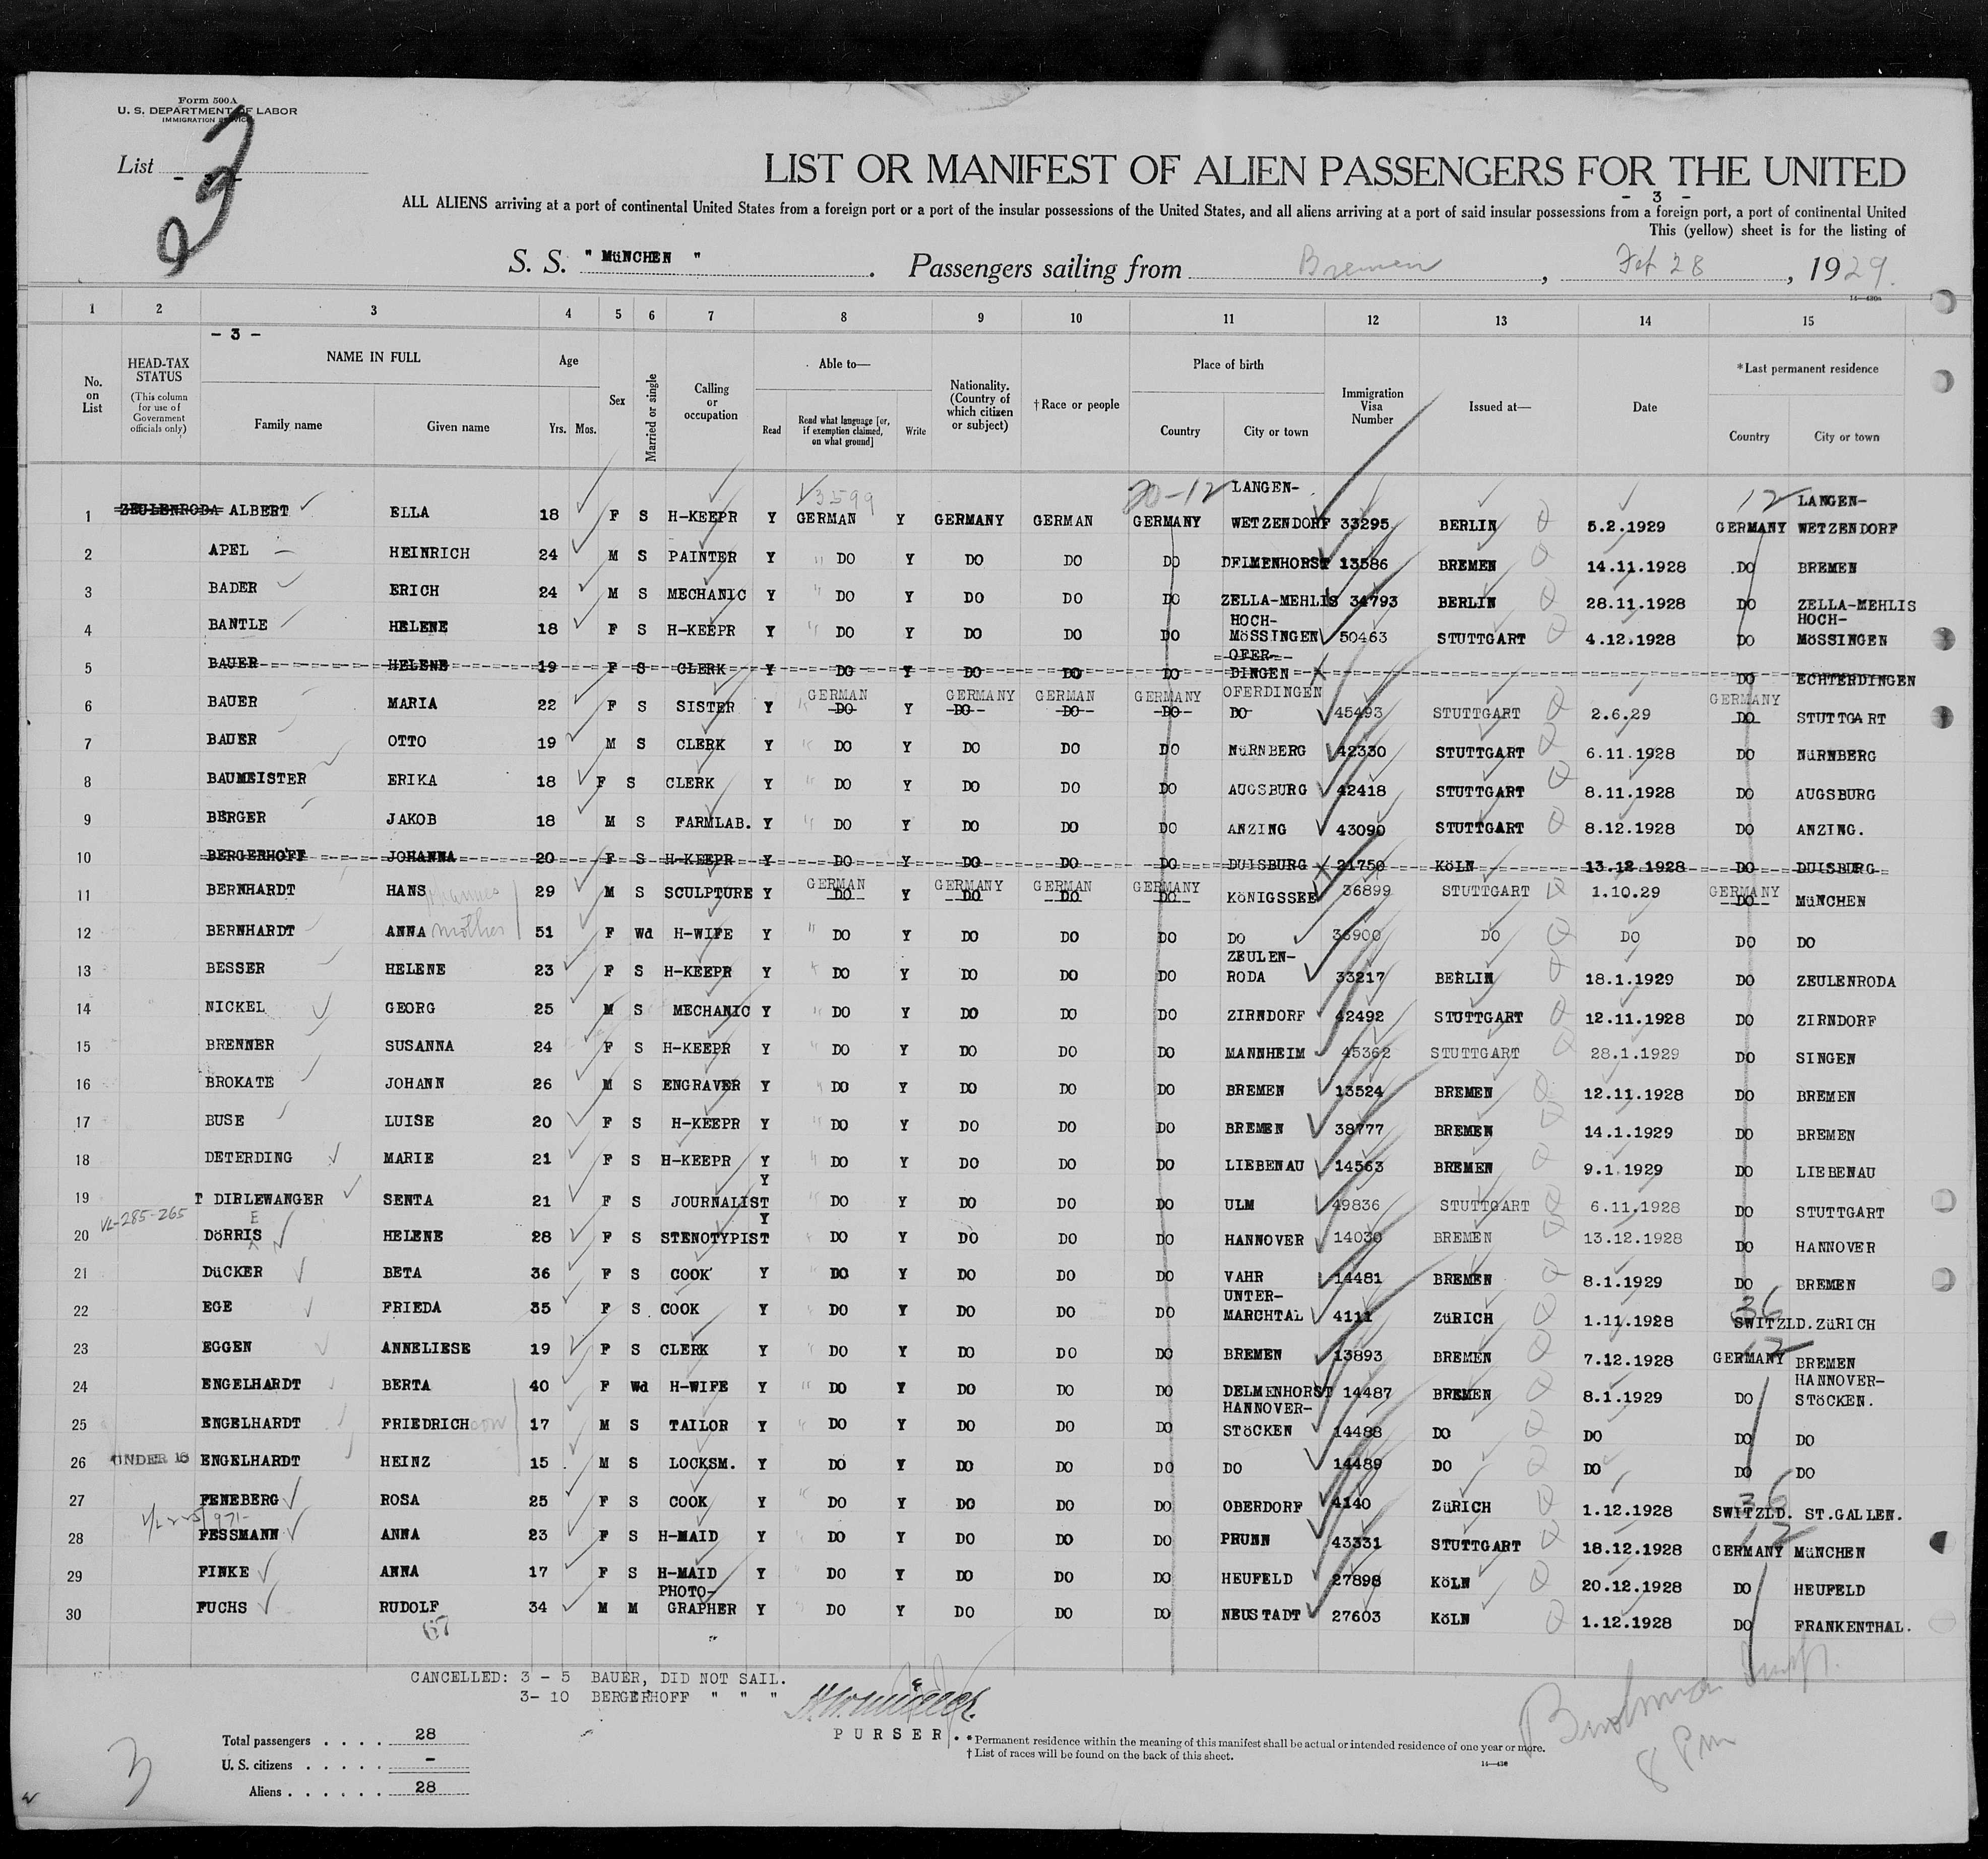 Form 500A
U. S. DEPARTMENT OF LABOR
IMMIGRATION SERVICE
List - 3 -
LIST OR MANIFEST OF ALIEN PASSENGERS FOR THE UNITED
- 3 -
ALL ALIENS arriving at a port of continental United States from a foreign port or a port of the insular possessions of the United States, and all aliens arriving at a port of said insular possessions from a foreign port, a port of continental United
This (yellow) sheet is for the listing of
S. S. " MüNCHEN " . Passengers sailing from Bremen , Feb 28 , 1929.
1 2 3 4 5 6 7 8 9 10 11 12 13 14 15
- 3 -
No. on List HEAD-TAX STATUS (This column for use of Government officials only) NAME IN FULL Family name Given name Age Yrs. Mos. Sex Married or single Calling or occupation Able to— Read Read what language [or, if exemption claimed, on what ground] Write Nationality. (Country of which citizen or subject) †Race or people Place of birth Country City or town Immigration Visa Number Issued at— Date *Last permanent residence Country City or town
20-12 LANGEN- 12 LANGEN-
1 ZEULENRODA ALBERT ELLA 18 F S H-KEEPR Y GERMAN Y GERMANY GERMAN GERMANY WETZENDORF 33295 BERLIN 5.2.1929 GERMANY WETZENDORF
2 APEL HEINRICH 24 M S PAINTER Y " DO Y DO DO DO DELMENHORST 13586 BREMEN 14.11.1928 DO BREMEN
3 BADER ERICH 24 M S MECHANIC Y " DO Y DO DO DO ZELLA-MEHLIS 34793 BERLIN 28.11.1928 DO ZELLA-MEHLIS
HOCH- HOCH-
4 BANTLE HELENE 18 F S H-KEEPR Y " DO Y DO DO DO MöSSINGEN 50463 STUTTGART 4.12.1928 DO MöSSINGEN
OFER-
5 BAUER HELENE 19 F S CLERK Y DO Y DO DO DO DINGEN DO ECHTERDINGEN
GERMAN GERMANY GERMAN GERMANY OFERDINGEN GERMANY
6 BAUER MARIA 22 F S SISTER Y " DO Y DO DO DO DO 45493 STUTTGART 2.6.29 DO STUTTGART
7 BAUER OTTO 19 M S CLERK Y " DO Y DO DO DO NüRNBERG 42330 STUTTGART 6.11.1928 DO NüRNBERG
8 BAUMEISTER ERIKA 18 F S CLERK Y " DO Y DO DO DO AUGSBURG 42418 STUTTGART 8.11.1928 DO AUGSBURG
9 BERGER JAKOB 18 M S FARMLAB. Y " DO Y DO DO DO ANZING 43090 STUTTGART 8.12.1928 DO ANZING.
10 BERGERHOFF JOHANNA 20 F S H-KEEPR Y DO Y DO DO DO DUISBURG 21750 KöLN 13.12.1928 DO DUISBURG
GERMAN GERMANY GERMAN GERMANY GERMANY
11 BERNHARDT HANS 29 M S SCULPTURE Y DO Y DO DO DO KöNIGSSEE 36899 STUTTGART 1.10.29 DO MüNCHEN
12 BERNHARDT ANNA mother 51 F Wd H-WIFE Y " DO Y DO DO DO DO 36900 DO DO DO DO
ZEULEN-
13 BESSER HELENE 23 F S H-KEEPR Y " DO Y DO DO DO RODA 33217 BERLIN 18.1.1929 DO ZEULENRODA
14 NICKEL GEORG 25 M S MECHANIC Y " DO Y DO DO DO ZIRNDORF 42492 STUTTGART 12.11.1928 DO ZIRNDORF
15 BRENNER SUSANNA 24 F S H-KEEPR Y " DO Y DO DO DO MANNHEIM 45362 STUTTGART 28.1.1929 DO SINGEN
16 BROKATE JOHANN 26 M S ENGRAVER Y " DO Y DO DO DO BREMEN 13524 BREMEN 12.11.1928 DO BREMEN
17 BUSE LUISE 20 F S H-KEEPR Y " DO Y DO DO DO BREMEN 38777 BREMEN 14.1.1929 DO BREMEN
18 DETERDING MARIE 21 F S H-KEEPR Y " DO Y DO DO DO LIEBENAU 14563 BREMEN 9.1.1929 DO LIEBENAU
19 T DIRLEWANGER SENTA 21 F S JOURNALIST Y " DO Y DO DO DO ULM 49836 STUTTGART 6.11.1928 DO STUTTGART
VL-285-265 E
20 DöRRIS HELENE 28 F S STENOTYPIST Y " DO Y DO DO DO HANNOVER 14030 BREMEN 13.12.1928 DO HANNOVER
21 DüCKER BETA 36 F S COOK Y " DO Y DO DO DO VAHR 14481 BREMEN 8.1.1929 DO BREMEN
UNTER- 36
22 EGE FRIEDA 35 F S COOK Y " DO Y DO DO DO MARCHTAL 4111 ZüRICH 1.11.1928 SWITZLD. ZüRICH
12
23 EGGEN ANNELIESE 19 F S CLERK Y " DO Y DO DO DO BREMEN 13893 BREMEN 7.12.1928 GERMANY BREMEN
HANNOVER-
24 ENGELHARDT BERTA 40 F Wd H-WIFE Y " DO Y DO DO DO DELMENHORST 14487 BREMEN 8.1.1929 DO STöCKEN.
HANNOVER-
25 ENGELHARDT FRIEDRICH son 17 M S TAILOR Y " DO Y DO DO DO STöCKEN 14488 DO DO DO DO
26 UNDER 16 ENGELHARDT HEINZ 15 M S LOCKSM. Y DO Y DO DO DO DO 14489 DO DO DO DO
36
27 FENEBERG ROSA 25 F S COOK Y " DO Y DO DO DO OBERDORF 4140 ZüRICH 1.12.1928 SWITZLD. ST.GALLEN.
12
28 FESSMANN ANNA 23 F S H-MAID Y " DO Y DO DO DO PRUNN 43331 STUTTGART 18.12.1928 GERMANY MüNCHEN
29 FINKE ANNA 17 F S H-MAID Y " DO Y DO DO DO HEUFELD 27898 KöLN 20.12.1928 DO HEUFELD
PHOTO-
30 FUCHS RUDOLF 34 M M GRAPHER Y " DO Y DO DO DO NEUSTADT 27603 KöLN 1.12.1928 DO FRANKENTHAL.
67
CANCELLED: 3 - 5 BAUER, DID NOT SAIL.
3- 10 BERGERHOFF " " "
PURSER.
Total passengers . . . . 28
U. S. citizens . . . . . -
Aliens . . . . . . 28
* Permanent residence within the meaning of this manifest shall be actual or intended residence of one year or more.
† List of races will be found on the back of this sheet.
14—430
3
8 Pm